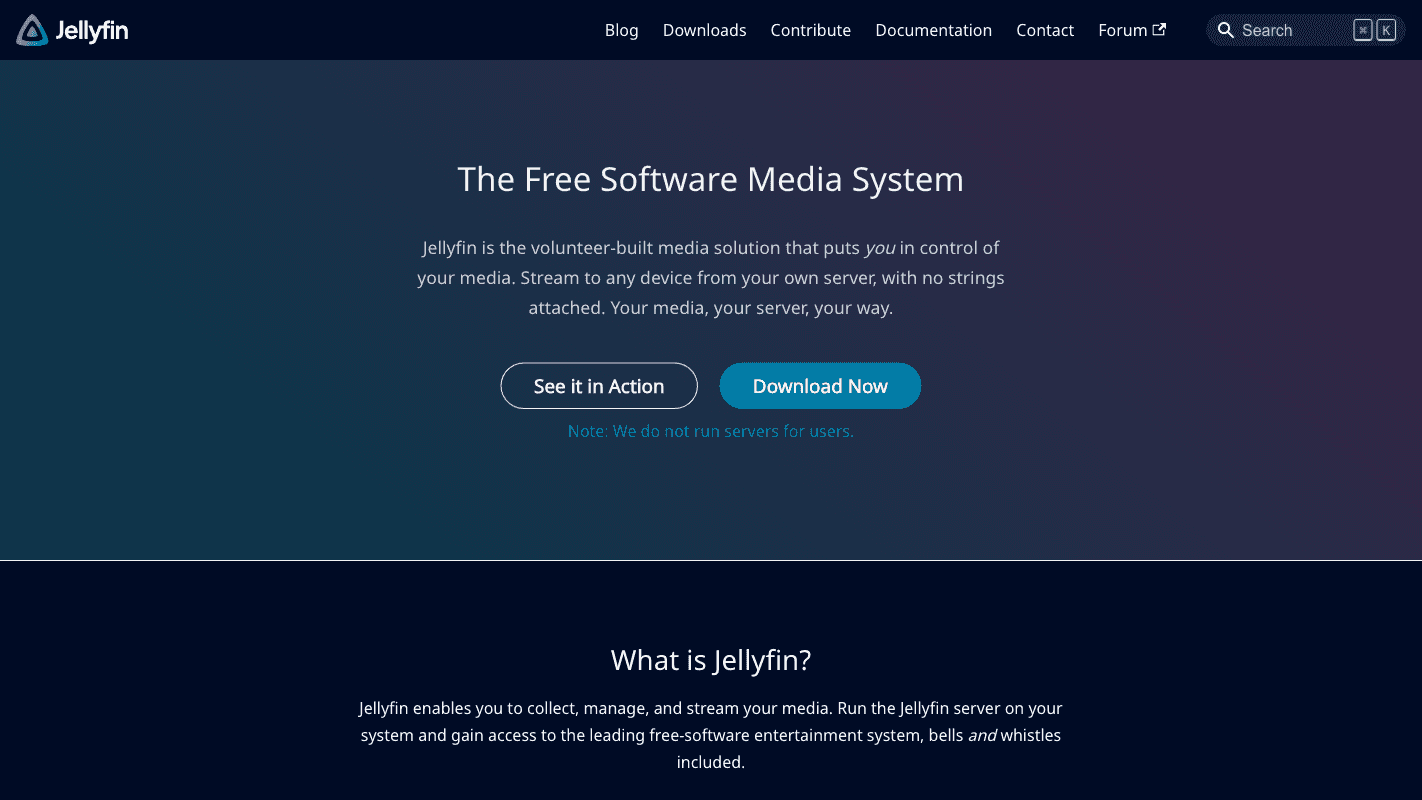 Jellyfin
Blog Downloads Contribute Documentation Contact Forum Search ⌘ K
The Free Software Media System
Jellyfin is the volunteer-built media solution that puts you in control of
your media. Stream to any device from your own server, with no strings
attached. Your media, your server, your way.
See it in Action Download Now
Note: We do not run servers for users.
What is Jellyfin?
Jellyfin enables you to collect, manage, and stream your media. Run the Jellyfin server on your
system and gain access to the leading free-software entertainment system, bells and whistles
included.